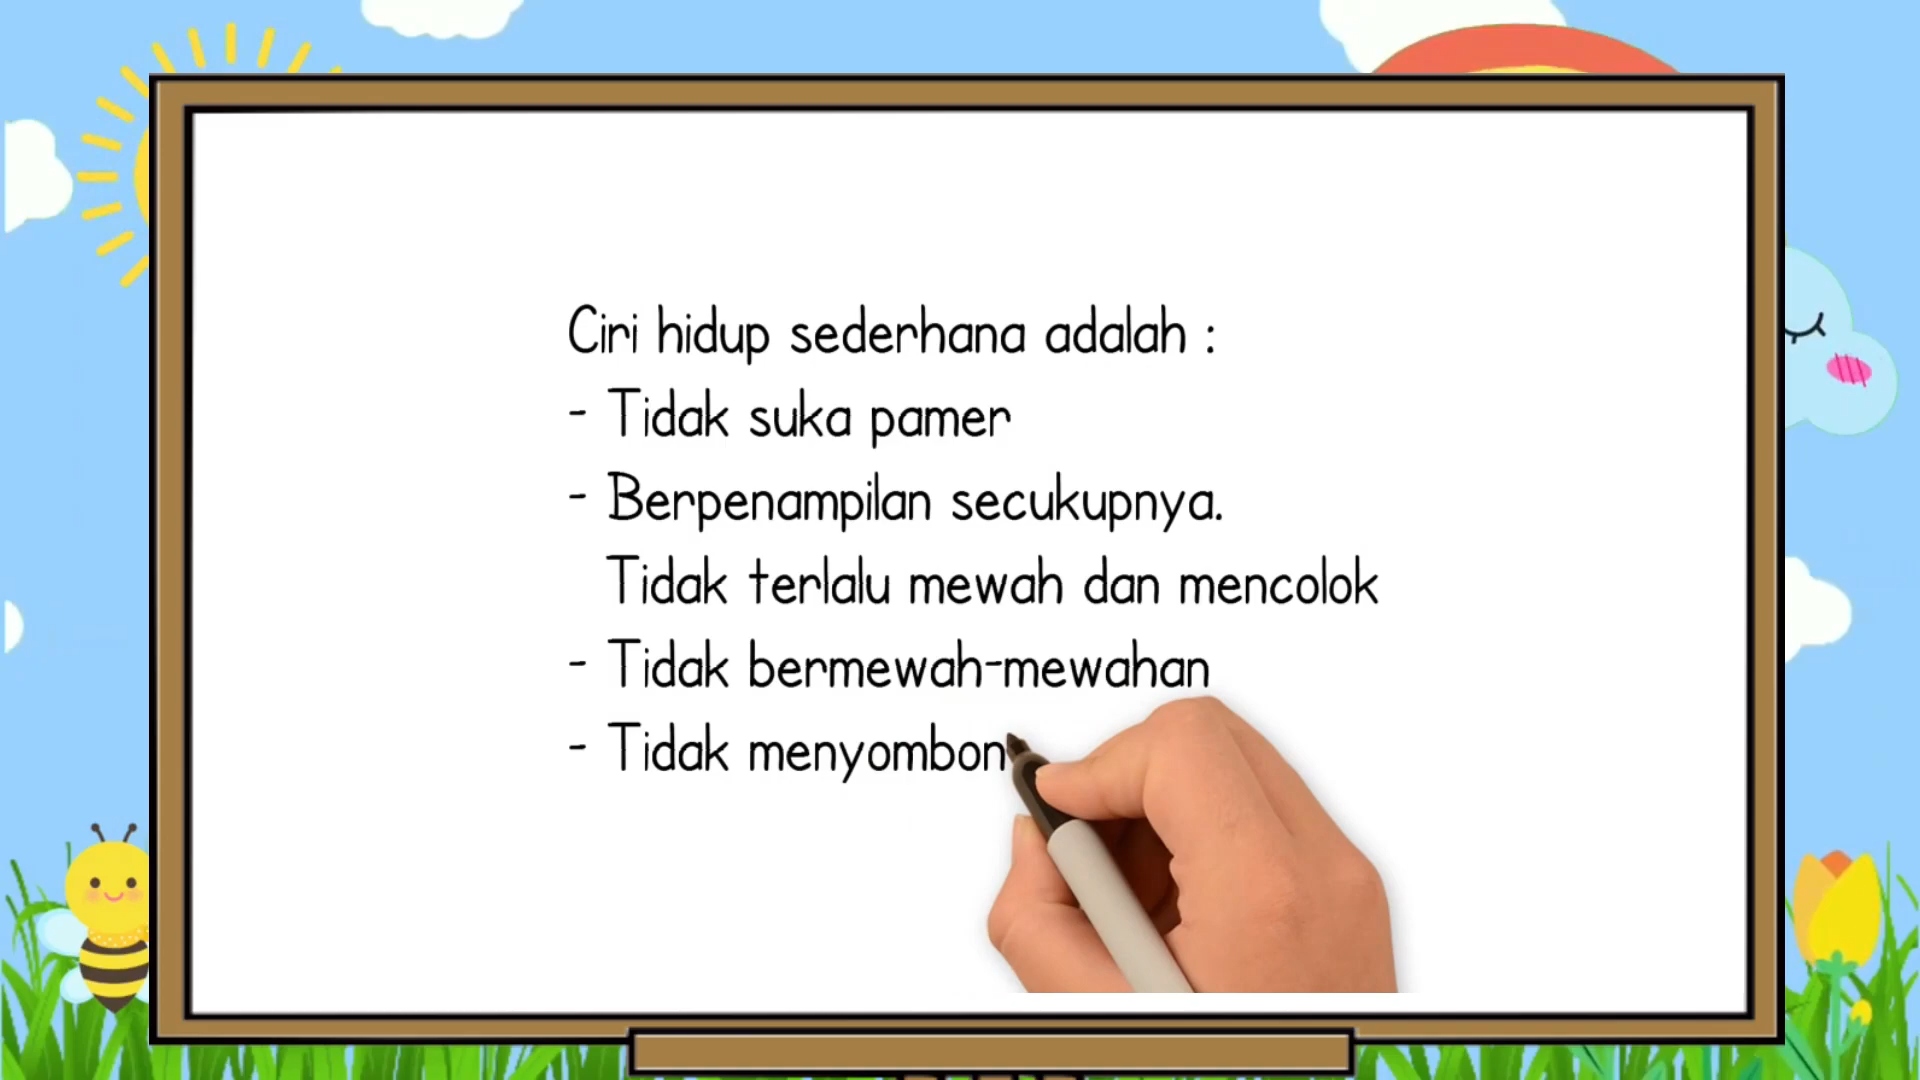 Ciri hidup sederhana adalah :
- Tidak suka pamer
- Berpenampilan secukupnya.
Tidak terlalu mewah dan mencolok
- Tidak bermewah-mewahan
- Tidak menyombon